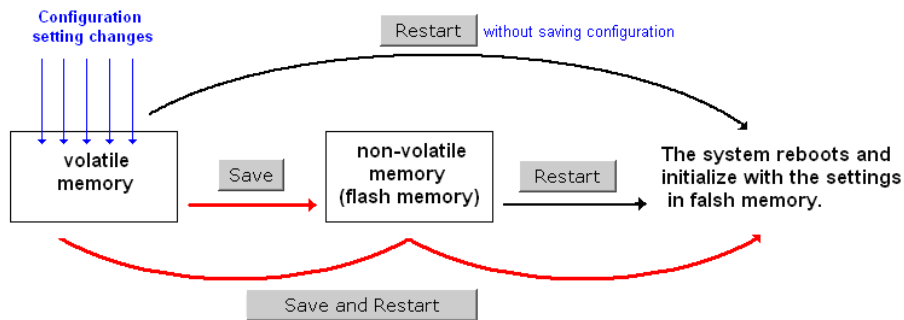 Configuration
setting changes
Restart without saving configuration
volatile
memory
Save
non-volatile
memory
(flash memory)
Restart
The system reboots and
initialize with the settings
in falsh memory.
Save and Restart